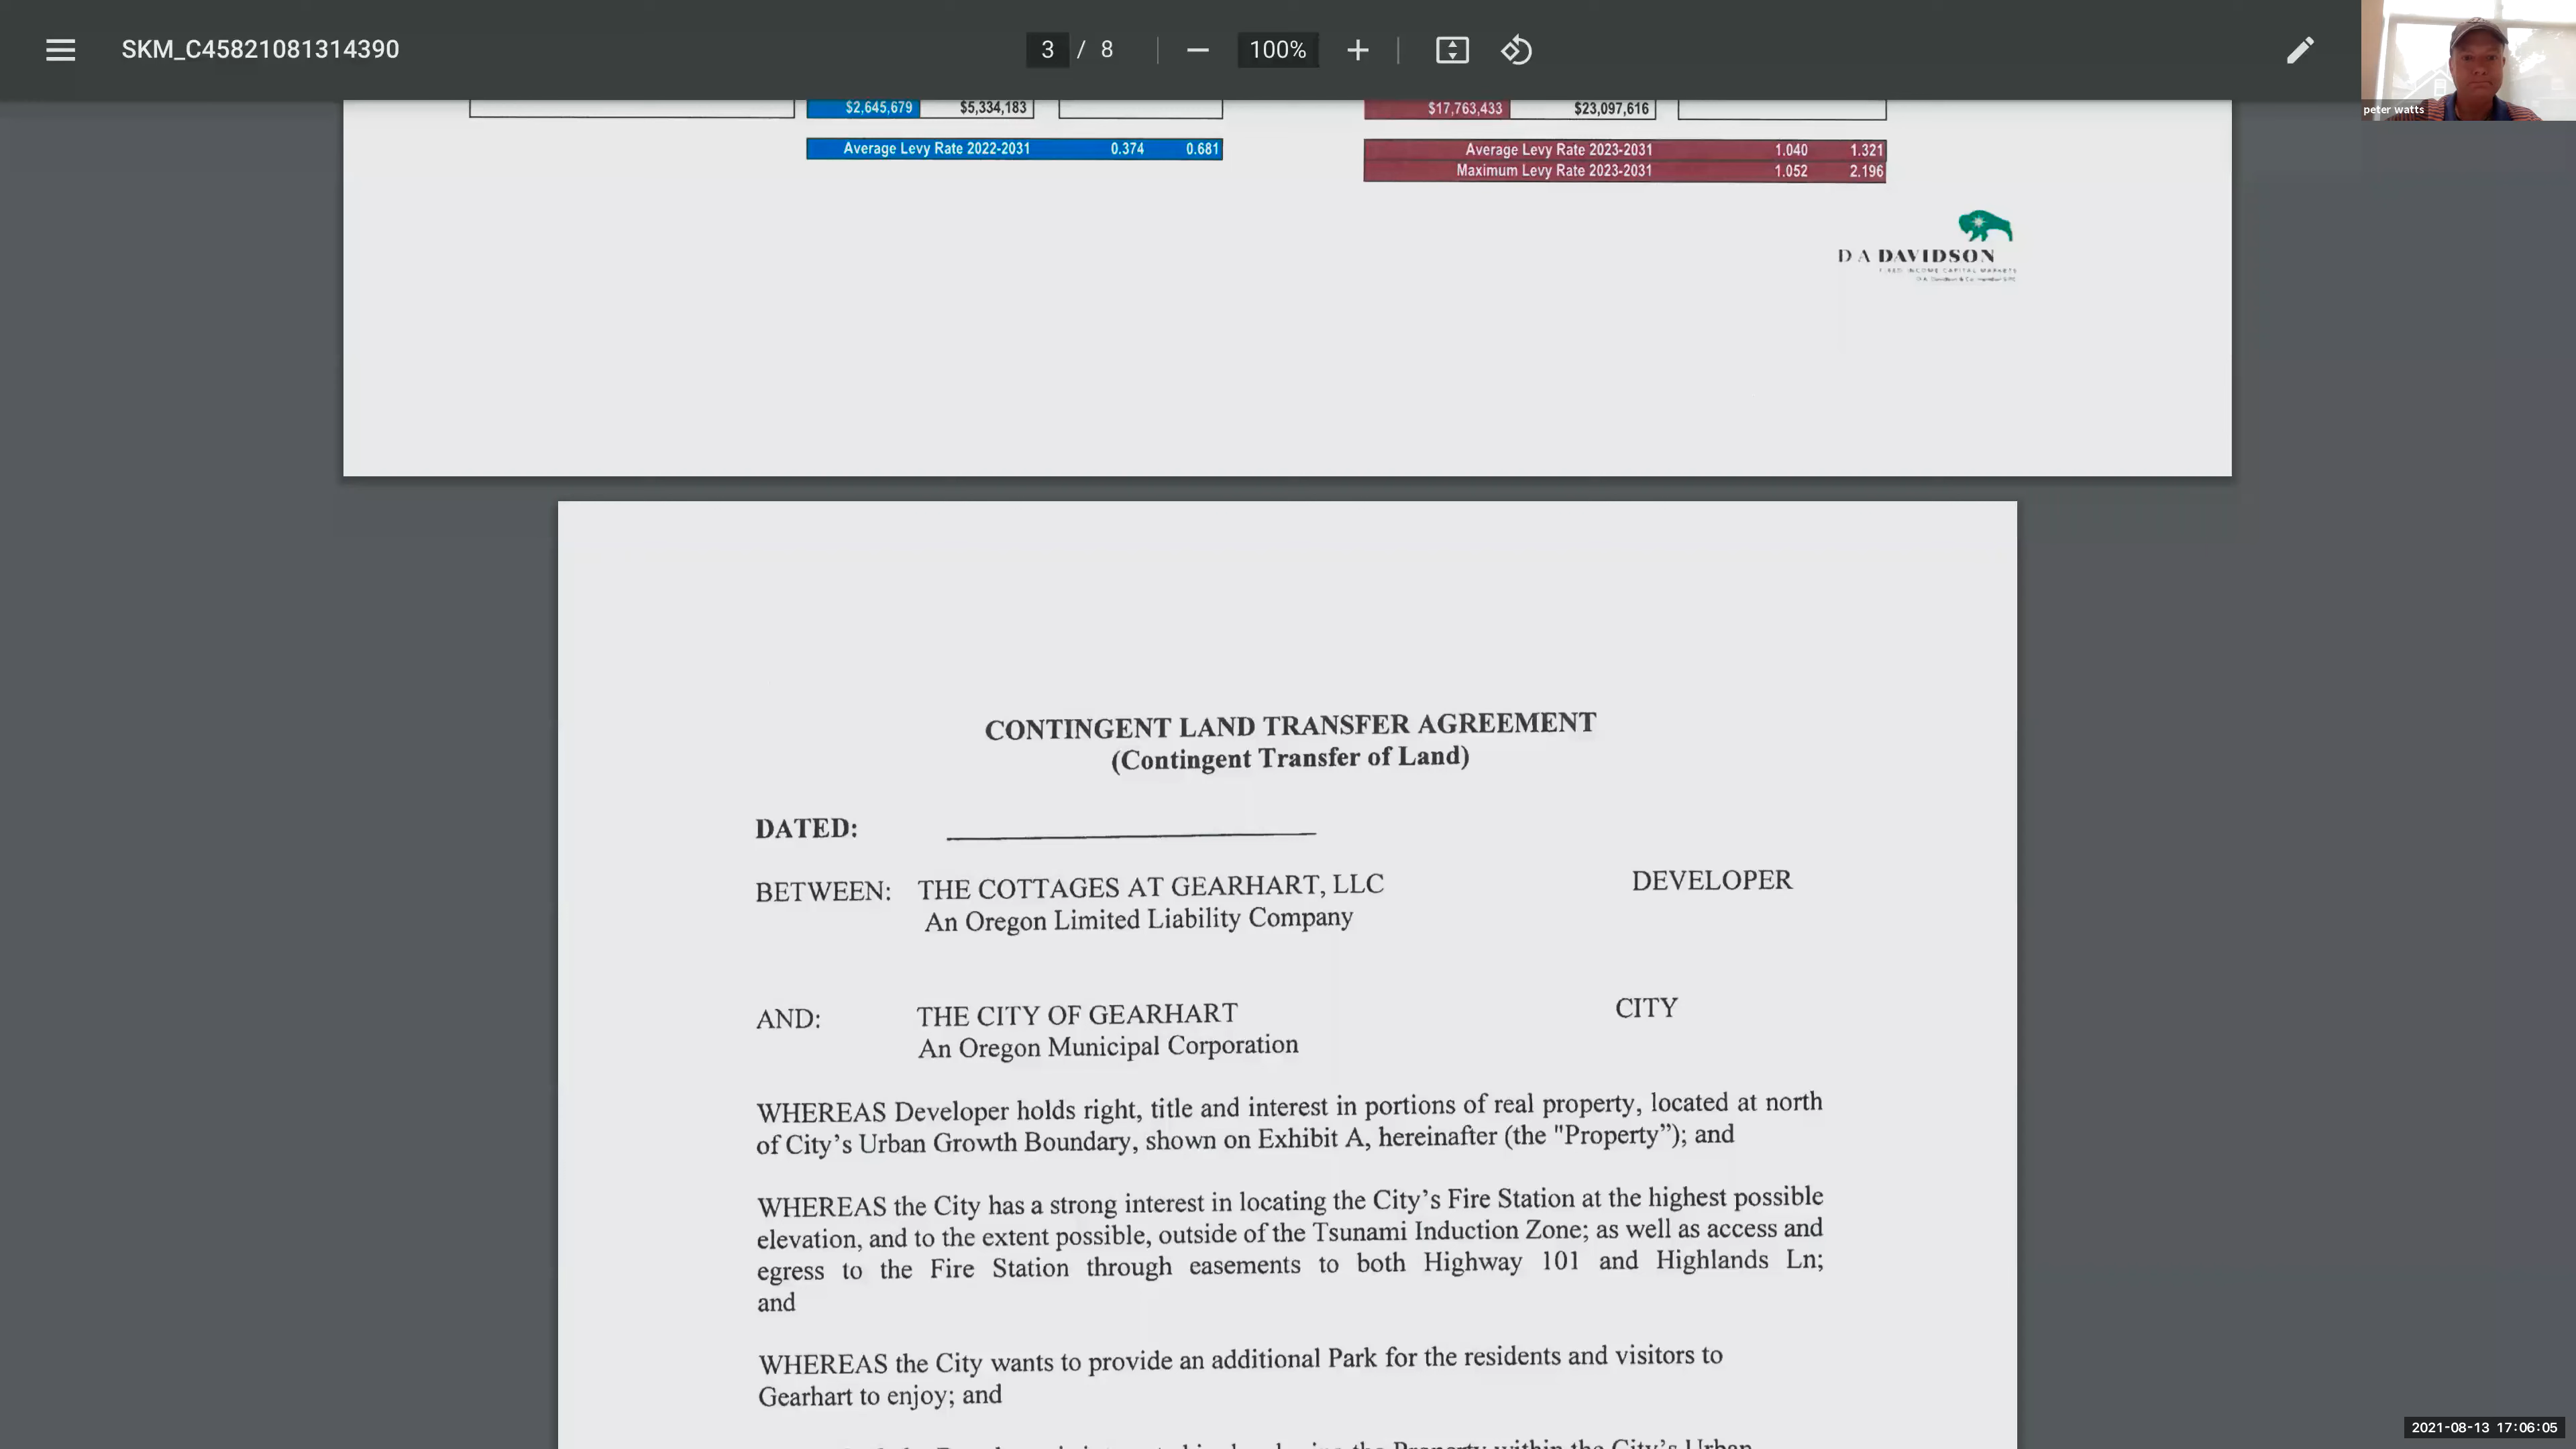 SKM_C45821081314390
3 / 8
100%
peter watts
$2,645,679 $5,334,183
$17,763,433 $23,097,616
Average Levy Rate 2022-2031 0.374 0.681
Average Levy Rate 2023-2031 1.040 1.321
Maximum Levy Rate 2023-2031 1.052 2.196
D A DAVIDSON
FIXED INCOME CAPITAL MARKETS
CONTINGENT LAND TRANSFER AGREEMENT
(Contingent Transfer of Land)
DATED:
BETWEEN: THE COTTAGES AT GEARHART, LLC DEVELOPER
An Oregon Limited Liability Company
AND: THE CITY OF GEARHART CITY
An Oregon Municipal Corporation
WHEREAS Developer holds right, title and interest in portions of real property, located at north
of City’s Urban Growth Boundary, shown on Exhibit A, hereinafter (the "Property”); and
WHEREAS the City has a strong interest in locating the City’s Fire Station at the highest possible
elevation, and to the extent possible, outside of the Tsunami Induction Zone; as well as access and
egress to the Fire Station through easements to both Highway 101 and Highlands Ln;
and
WHEREAS the City wants to provide an additional Park for the residents and visitors to
Gearhart to enjoy; and
2021-08-13 17:06:05